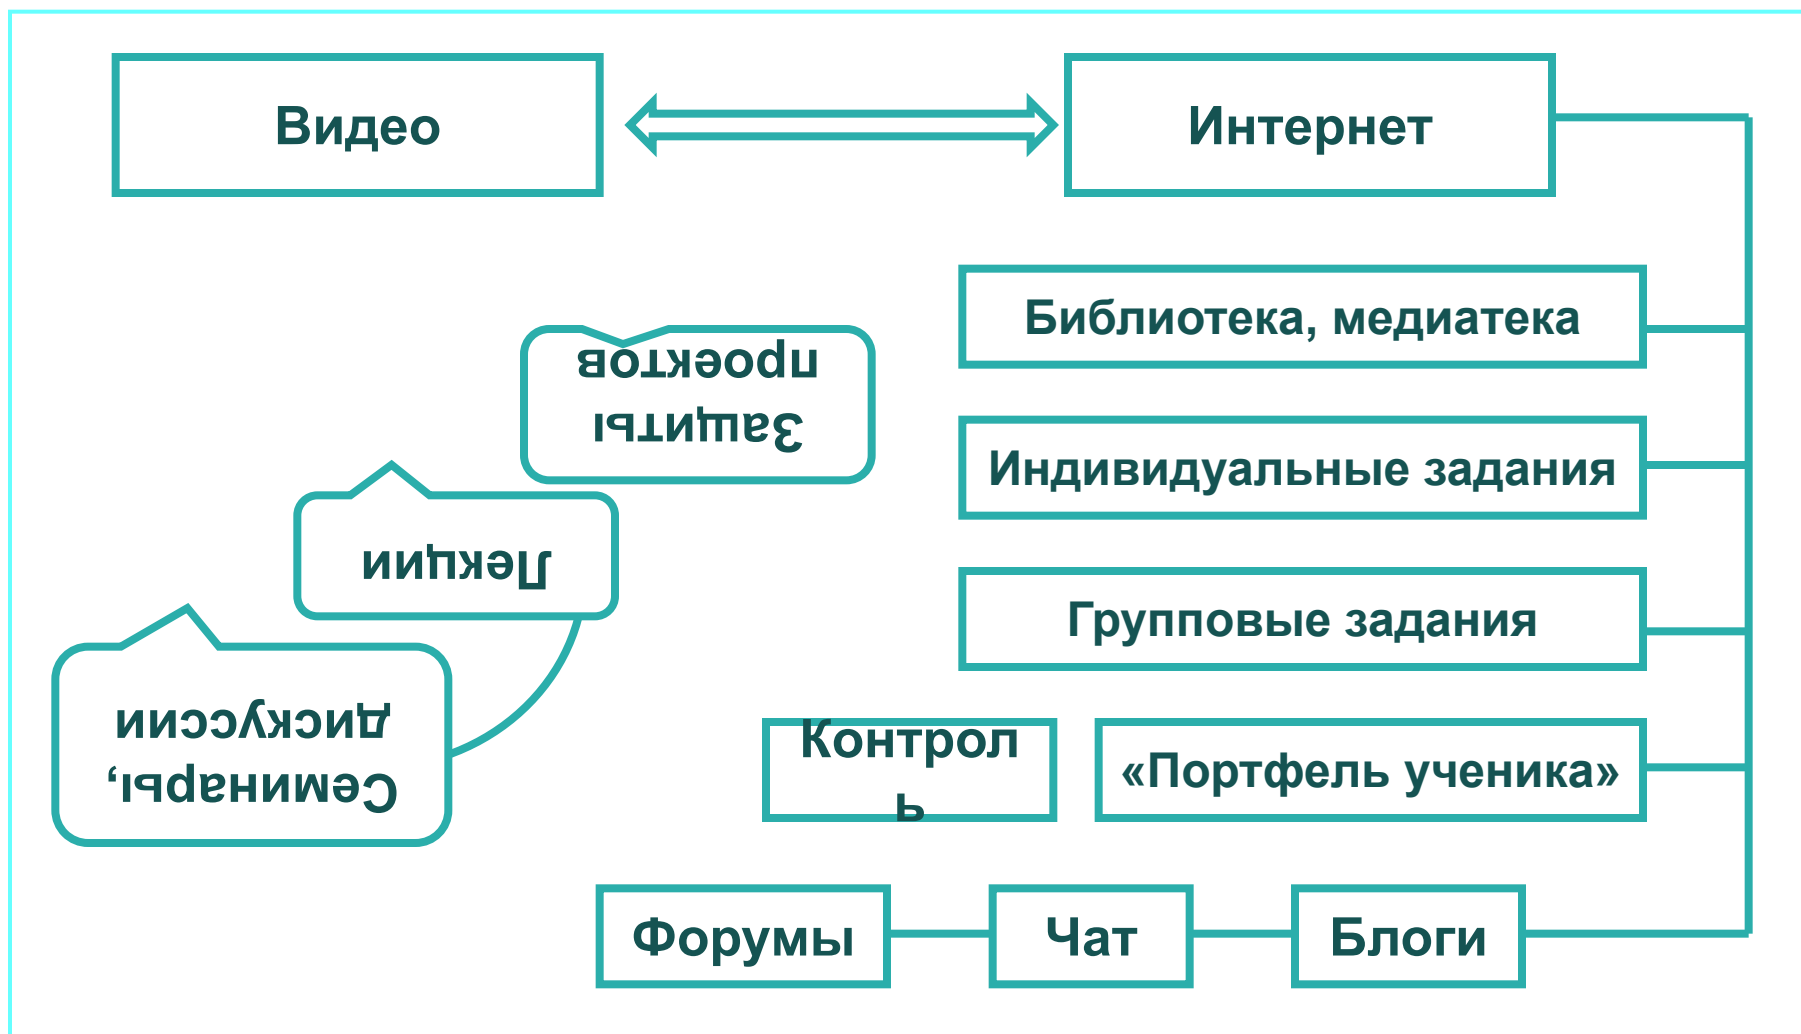 Видео
Интернет
Библиотека, медиатека
Защиты
проектов
Индивидуальные задания
Лекции
Групповые задания
Семинары,
дискуссии
Контрол
ь
«Портфель ученика»
Форумы
Чат
Блоги